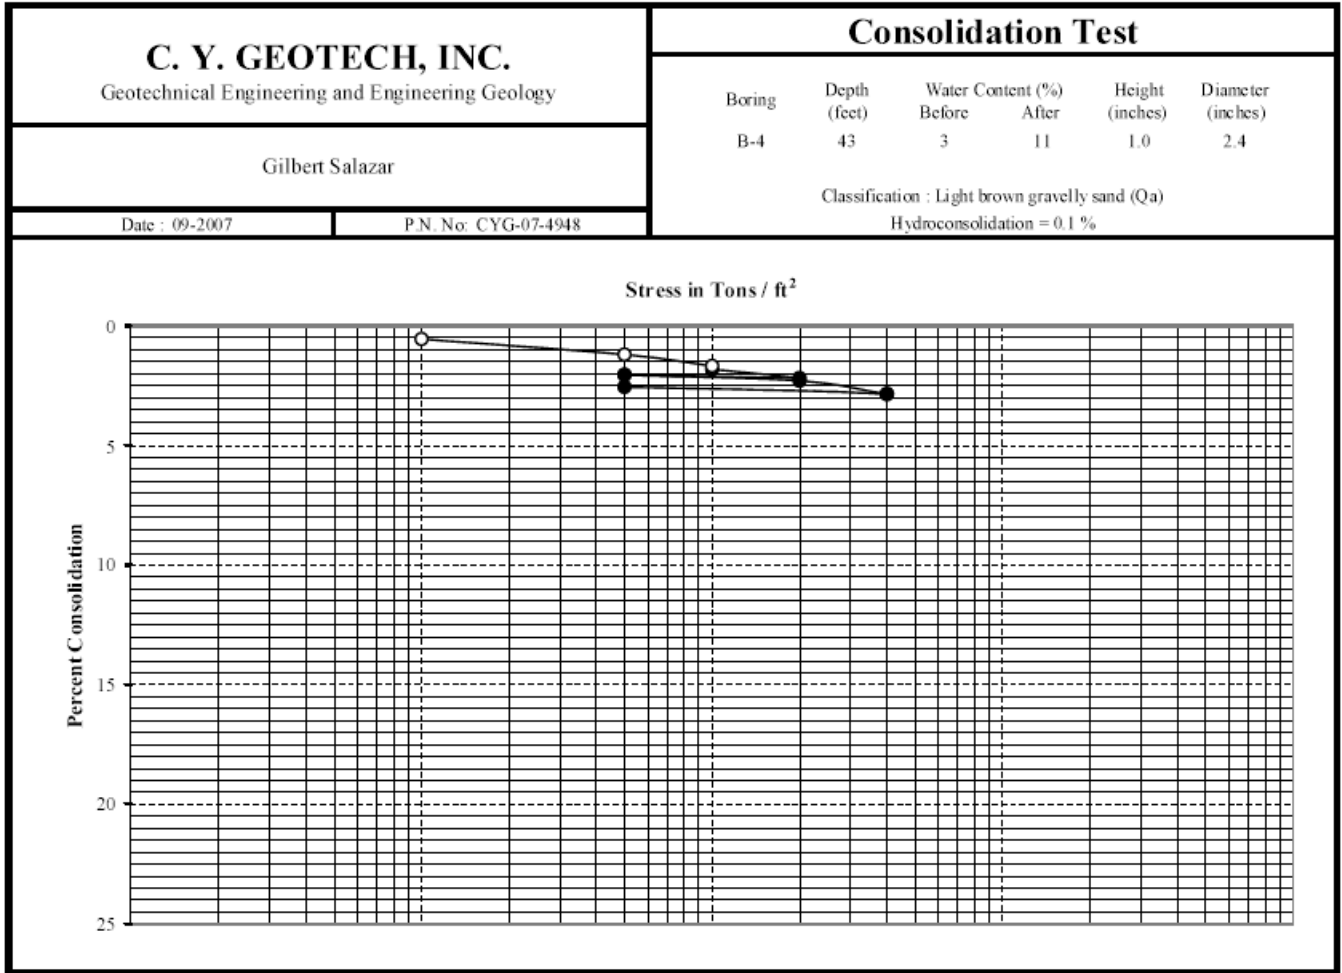 C. Y. GEOTECH, INC.
Geotechnical Engineering and Engineering Geology
Gilbert Salazar
Date : 09-2007
P.N. No: CYG-07-4948
Consolidation Test
Boring
Depth (feet)
Water Content (%)
Before After
Height (inches)
Diameter (inches)
B-4 43 3 11 1.0 2.4
Classification : Light brown gravelly sand (Qa)
Hydroconsolidation = 0.1 %
Stress in Tons / ft²
Percent Consolidation
0
5
10
15
20
25